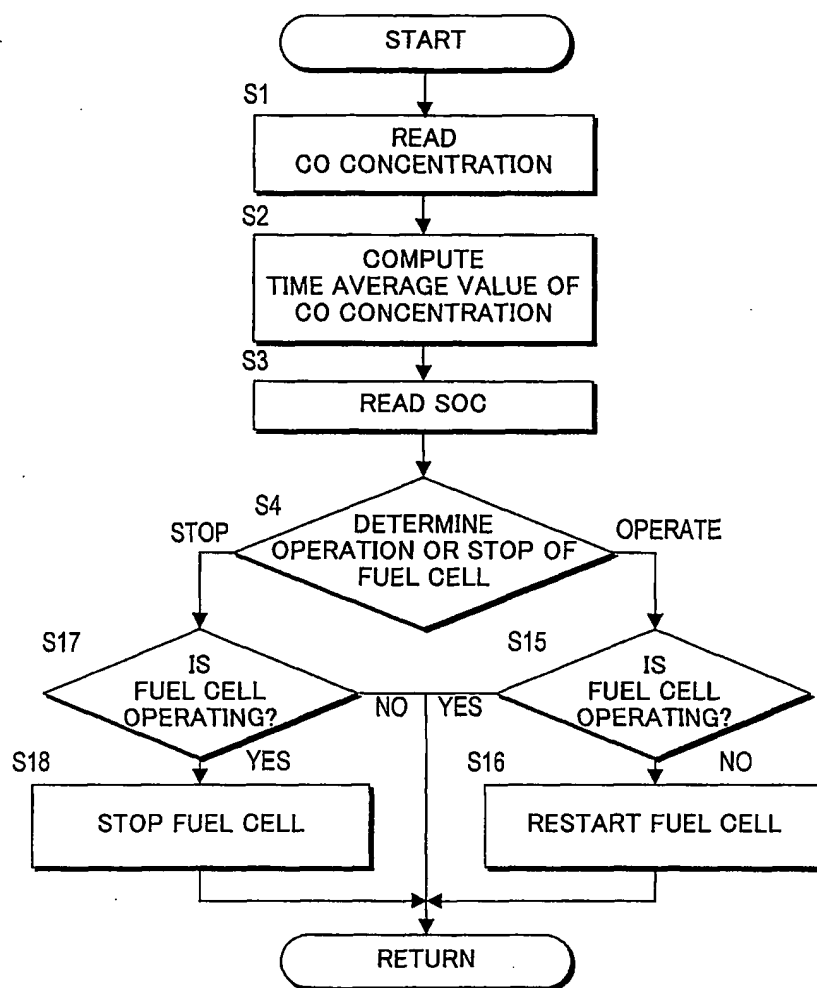 START
S1
READ
CO CONCENTRATION
S2
COMPUTE
TIME AVERAGE VALUE OF
CO CONCENTRATION
S3
READ SOC
S4
STOP
DETERMINE
OPERATION OR STOP OF
FUEL CELL
OPERATE
S17
IS
FUEL CELL
OPERATING?
NO
YES
S15
IS
FUEL CELL
OPERATING?
YES
NO
S18
STOP FUEL CELL
S16
RESTART FUEL CELL
RETURN